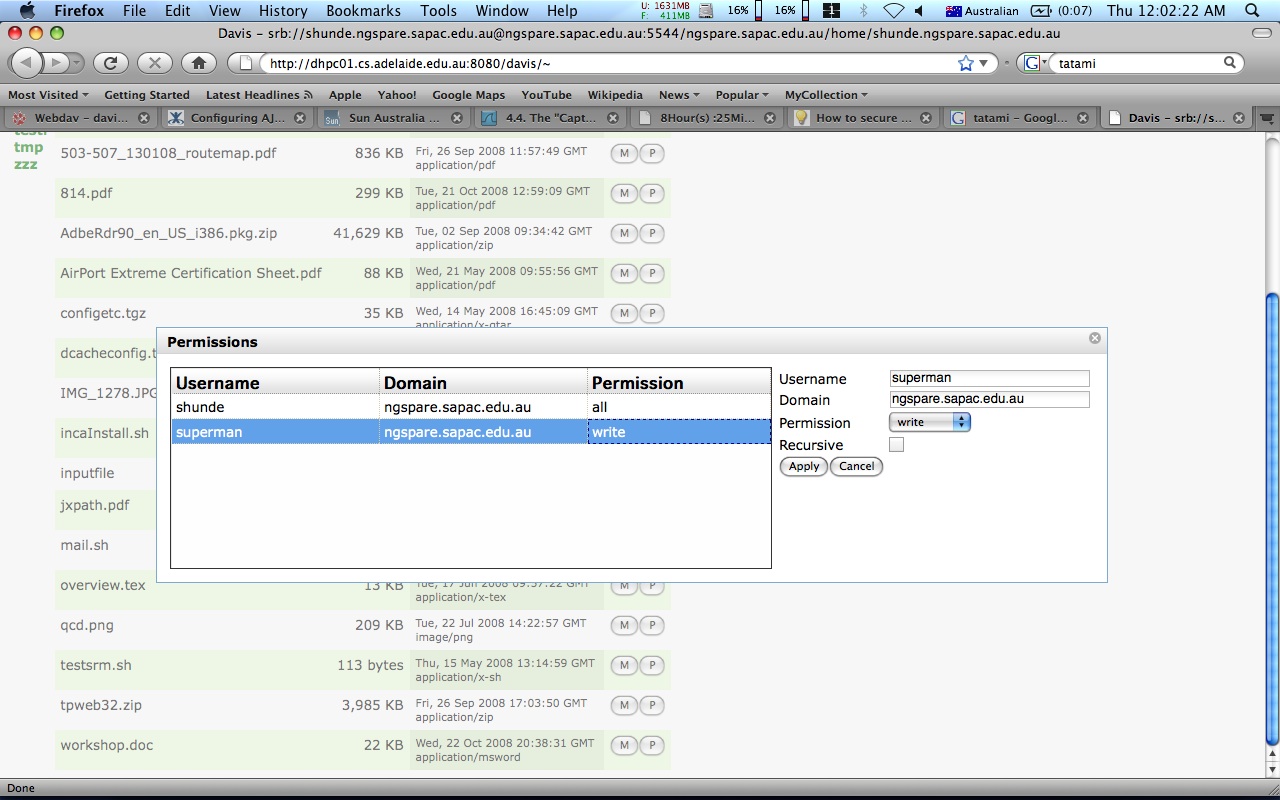 Firefox File Edit View History Bookmarks Tools Window Help U: 1631MB F: 411MB 16% 16% 1 Australian (0:07) Thu 12:02:22 AM
Davis – srb://shunde.ngspare.sapac.edu.au@ngspare.sapac.edu.au:5544/ngspare.sapac.edu.au/home/shunde.ngspare.sapac.edu.au
http://dhpc01.cs.adelaide.edu.au:8080/davis/~ G tatami
Most Visited Getting Started Latest Headlines Apple Yahoo! Google Maps YouTube Wikipedia News Popular MyCollection
Webdav – davi... Configuring AJ... Sun Sun Australia ... 4.4. The "Capt... 8Hour(s) :25Mi... How to secure ... G tatami – Googl... Davis – srb://s...
tmp
zzz
503-507_130108_routemap.pdf 836 KB Fri, 26 Sep 2008 11:57:49 GMT M P
application/pdf
814.pdf 299 KB Tue, 21 Oct 2008 12:59:09 GMT M P
application/pdf
AdbeRdr90_en_US_i386.pkg.zip 41,629 KB Tue, 02 Sep 2008 09:34:42 GMT M P
application/zip
AirPort Extreme Certification Sheet.pdf 88 KB Wed, 21 May 2008 09:55:56 GMT M P
application/pdf
configetc.tgz 35 KB Wed, 14 May 2008 16:45:09 GMT M P
application/x-gtar
dcacheconfig.t
IMG_1278.JPG
incaInstall.sh
inputfile
jxpath.pdf
mail.sh
Permissions
Username Domain Permission
shunde ngspare.sapac.edu.au all
superman ngspare.sapac.edu.au write
Username superman
Domain ngspare.sapac.edu.au
Permission write
Recursive
Apply Cancel
overview.tex 13 KB Tue, 17 Jun 2008 09:37:22 GMT M P
application/x-tex
qcd.png 209 KB Tue, 22 Jul 2008 14:22:57 GMT M P
image/png
testsrm.sh 113 bytes Thu, 15 May 2008 13:14:59 GMT M P
application/x-sh
tpweb32.zip 3,985 KB Fri, 26 Sep 2008 17:03:50 GMT M P
application/zip
workshop.doc 22 KB Wed, 22 Oct 2008 20:38:31 GMT M P
application/msword
Done